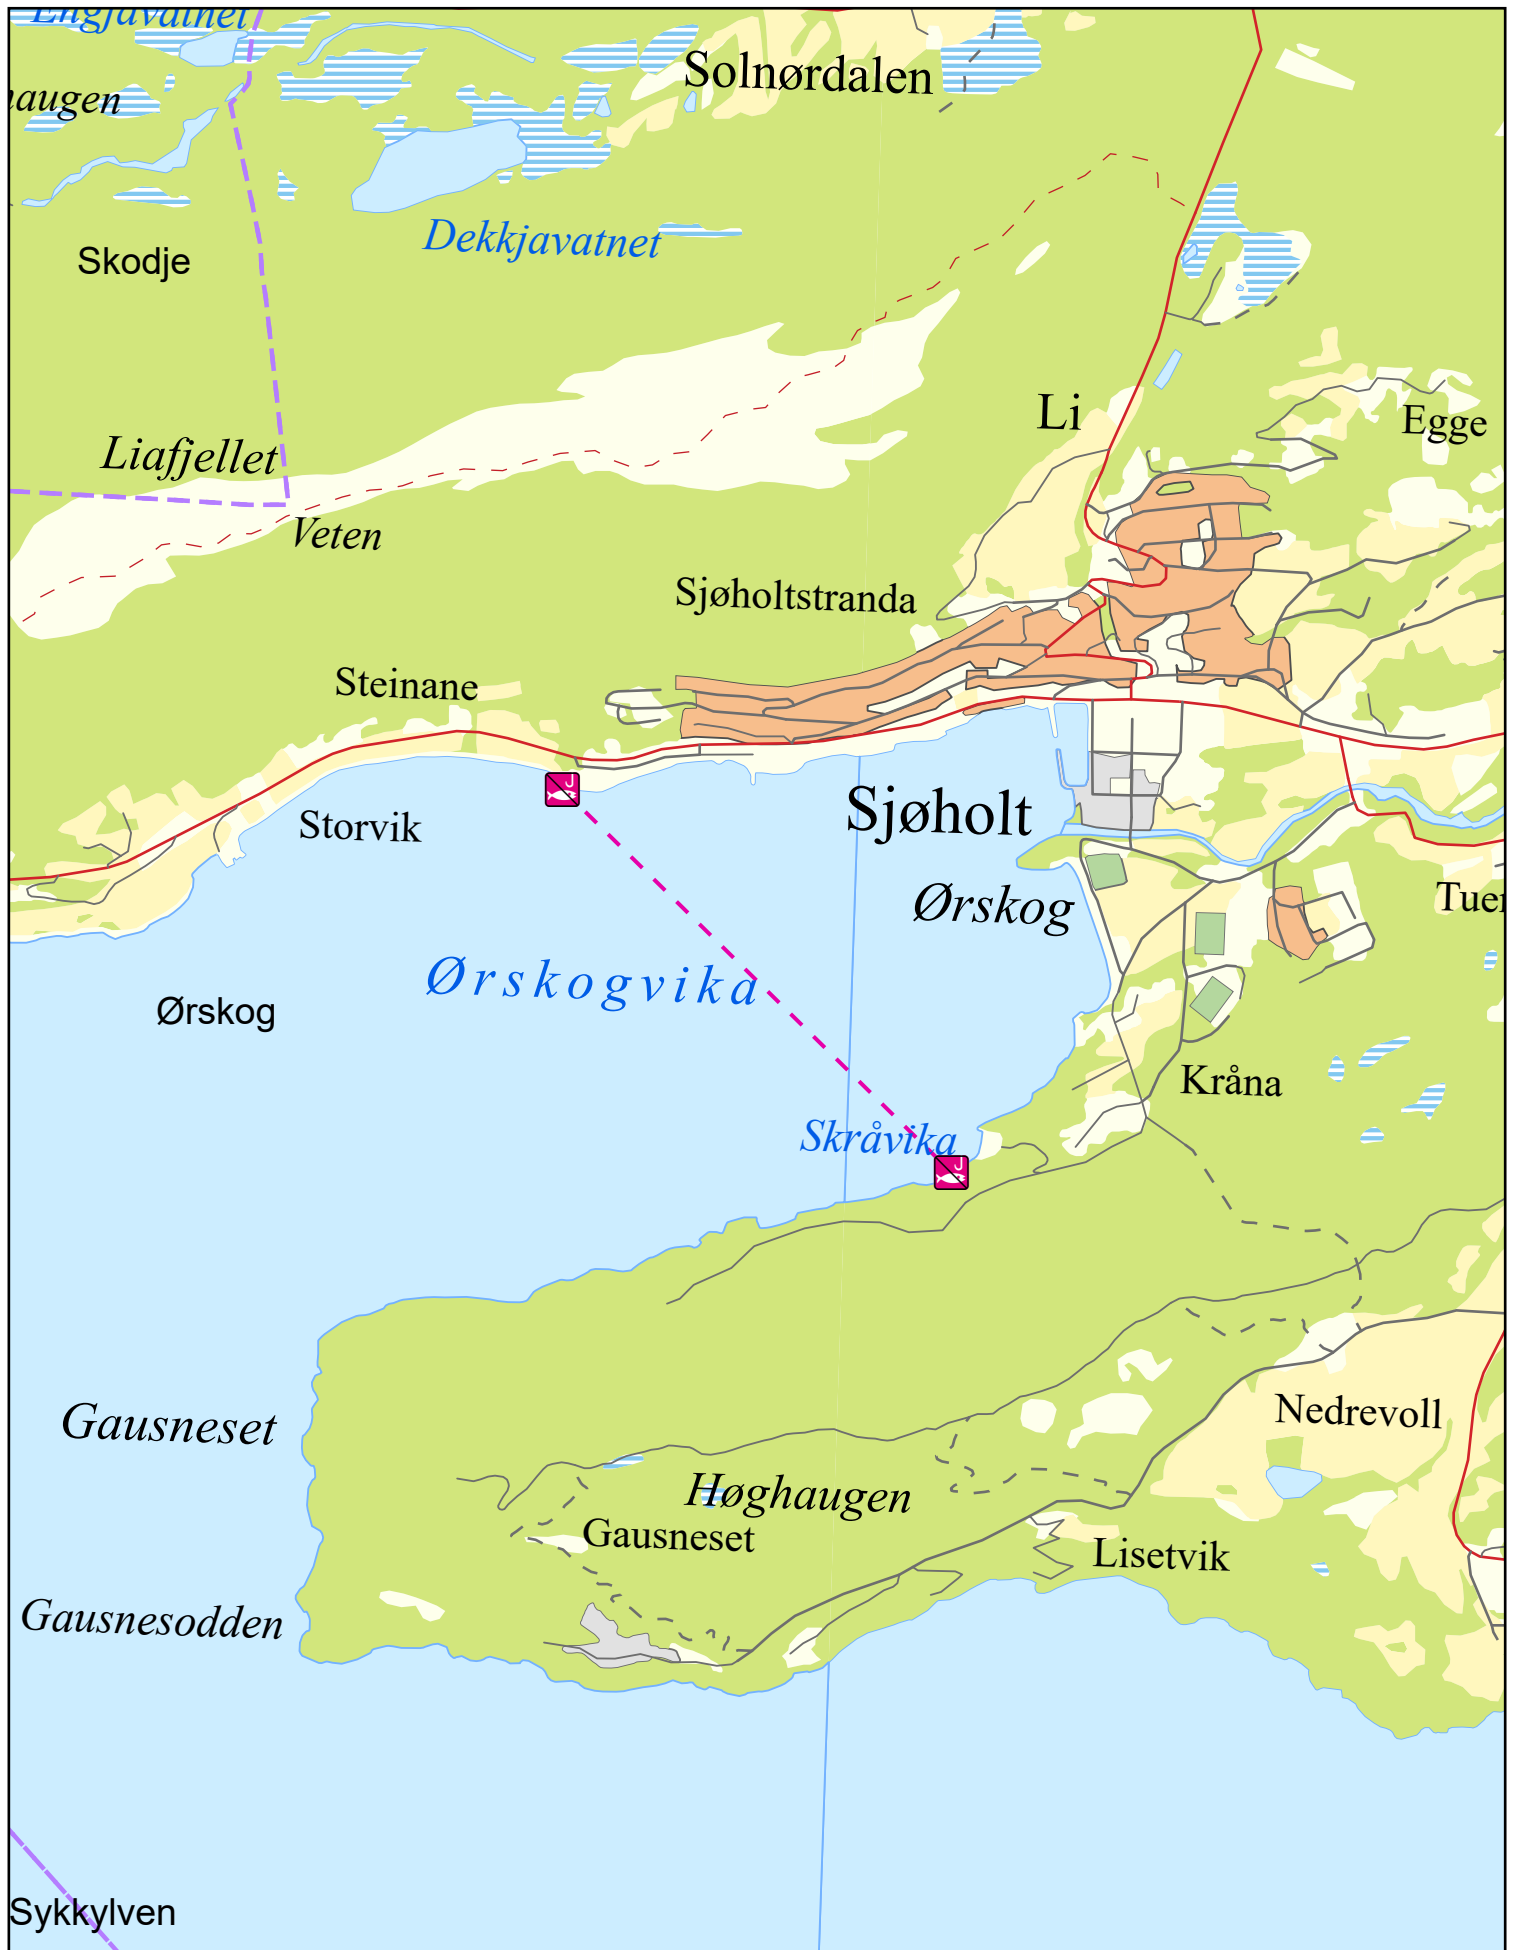 Engjavatnet
Solnørdalen
Skodje
Dekkjavatnet
Li
Egge
Liafjellet
Veten
Sjøholtstranda
Steinane
Storvik
Sjøholt
Ørskog
Ørskogvika
Ørskog
Kråna
Skråvika
Gausneset
Nedrevoll
Høghaugen
Gausneset
Lisetvik
Gausnesodden
Sykkylven